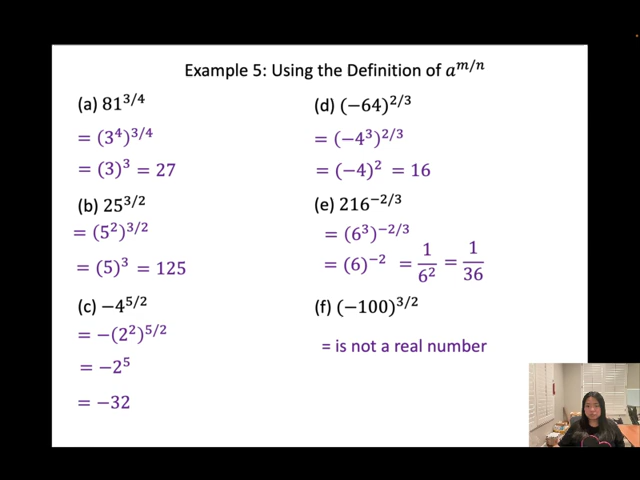 Example 5: Using the Definition of a^{m/n}
(a) 81^{3/4}
= (3^4)^{3/4}
= (3)^3 = 27
(b) 25^{3/2}
= (5^2)^{3/2}
= (5)^3 = 125
(c) −4^{5/2}
= −(2^2)^{5/2}
= −2^5
= −32
(d) (−64)^{2/3}
= (−4^3)^{2/3}
= (−4)^2 = 16
(e) 216^{−2/3}
= (6^3)^{−2/3}
= (6)^{−2} = 1/6^2 = 1/36
(f) (−100)^{3/2}
= is not a real number